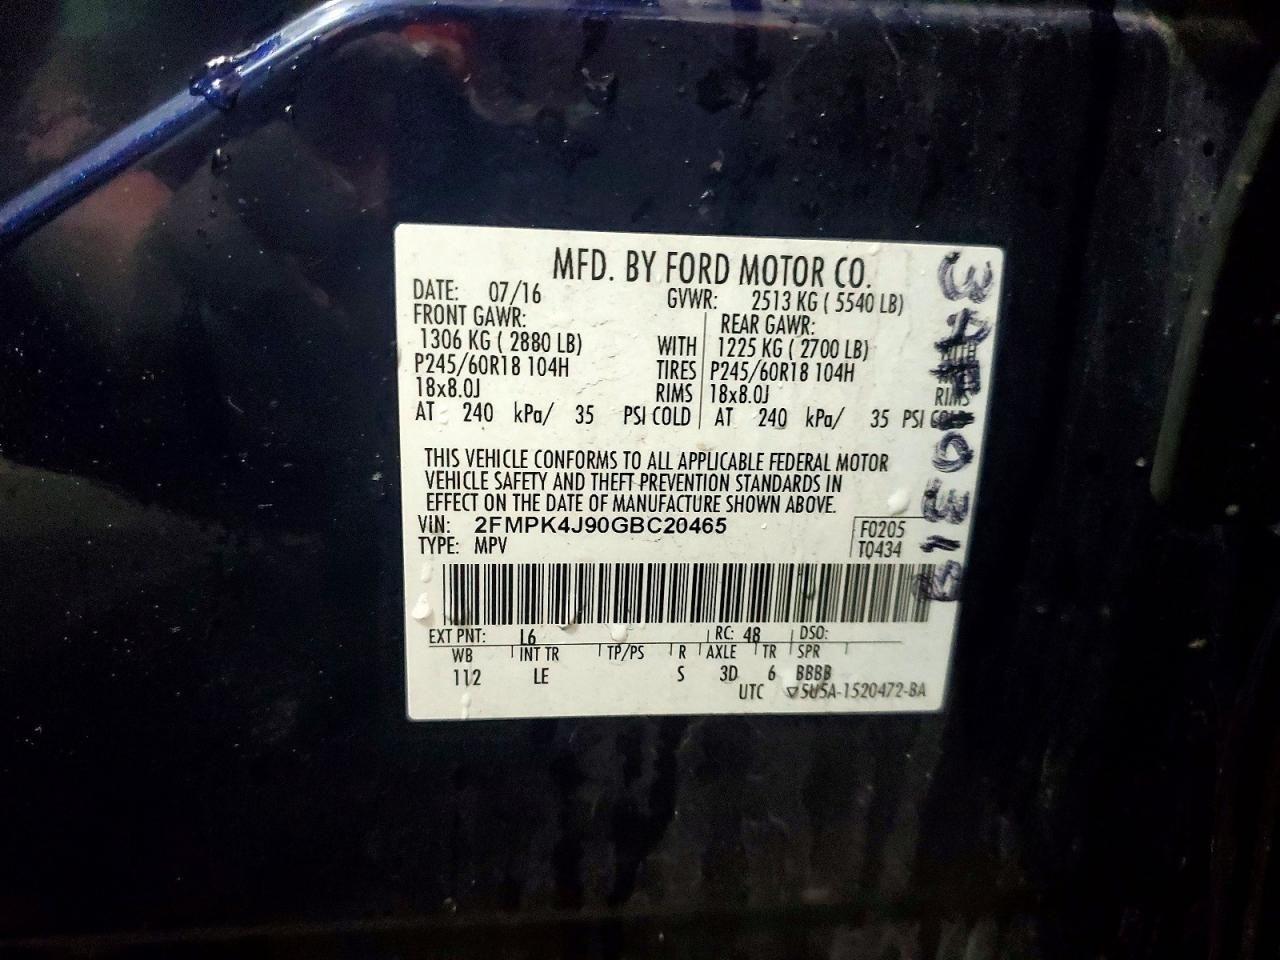 MFD. BY FORD MOTOR CO.
DATE: 07/16 GVWR: 2513 KG ( 5540 LB)
FRONT GAWR: REAR GAWR:
1306 KG ( 2880 LB) WITH 1225 KG ( 2700 LB) WITH
P245/60R18 104H TIRES P245/60R18 104H
18x8.0J RIMS 18x8.0J RIMS
AT 240 kPa/ 35 PSI COLD AT 240 kPa/ 35 PSI COLD
THIS VEHICLE CONFORMS TO ALL APPLICABLE FEDERAL MOTOR
VEHICLE SAFETY AND THEFT PREVENTION STANDARDS IN
EFFECT ON THE DATE OF MANUFACTURE SHOWN ABOVE.
VIN: 2FMPK4J90GBC20465 F0205
TYPE: MPV T0434
EXT PNT: L6 RC: 48 DSO:
WB INT TR TP/PS R AXLE TR SPR
112 LE S 3D 6 BBBB
UTC ▽5U5A-1520472-BA